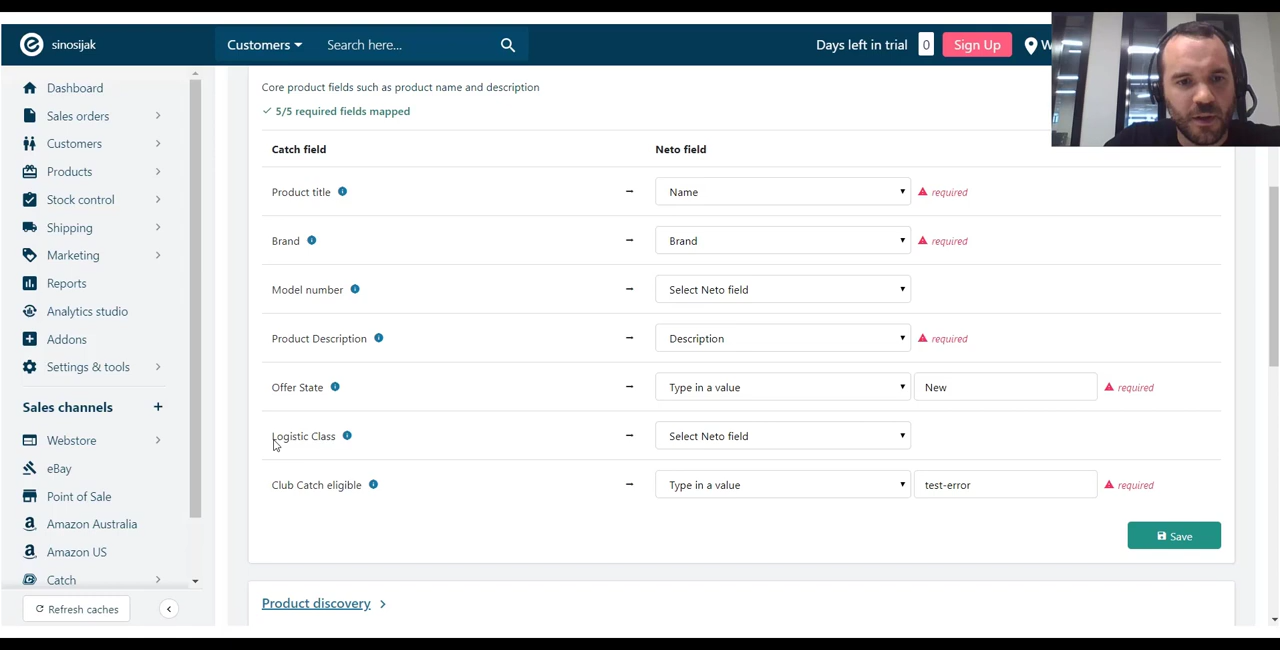 sinosijak
Customers
Search here...
Days left in trial 0
Sign Up
W
Dashboard
Sales orders
Customers
Products
Stock control
Shipping
Marketing
Reports
Analytics studio
Addons
Settings & tools
Sales channels +
Webstore
eBay
Point of Sale
Amazon Australia
Amazon US
Catch
Refresh caches
Core product fields such as product name and description
5/5 required fields mapped
Catch field Neto field
Product title Name required
Brand Brand required
Model number Select Neto field
Product Description Description required
Offer State Type in a value New required
Logistic Class Select Neto field
Club Catch eligible Type in a value test-error required
Save
Product discovery